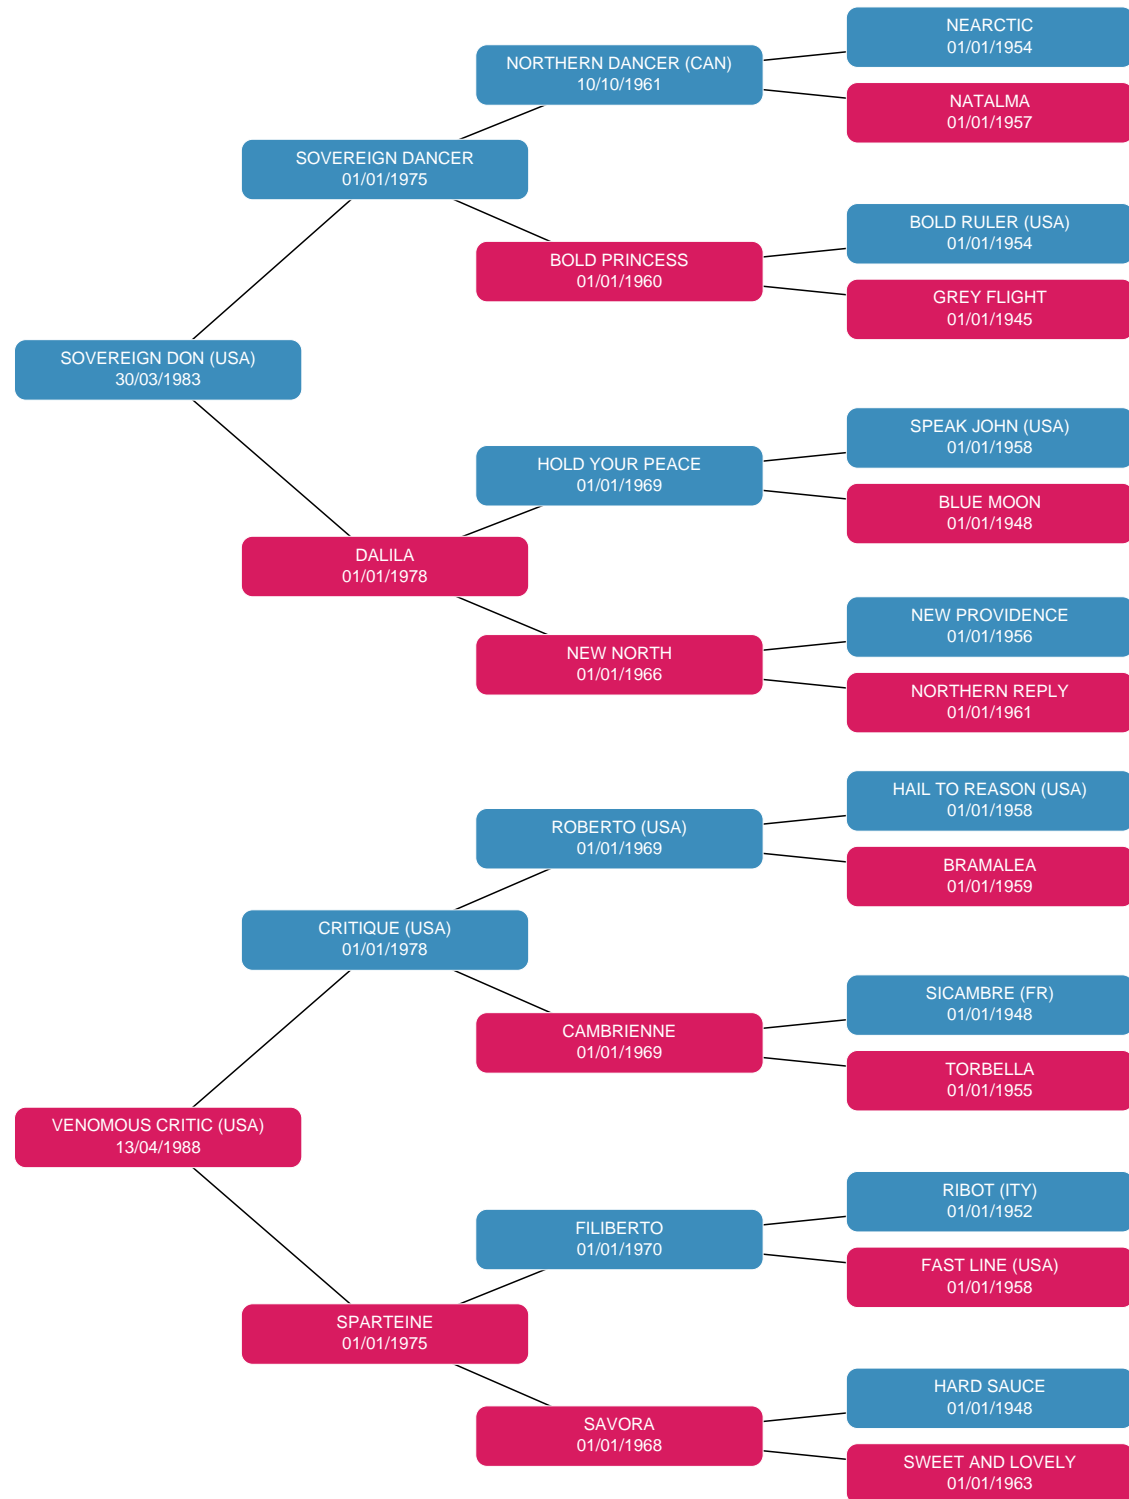 NEARCTIC
01/01/1954
NORTHERN DANCER (CAN)
10/10/1961
NATALMA
01/01/1957
SOVEREIGN DANCER
01/01/1975
BOLD RULER (USA)
01/01/1954
BOLD PRINCESS
01/01/1960
GREY FLIGHT
01/01/1945
SOVEREIGN DON (USA)
30/03/1983
SPEAK JOHN (USA)
01/01/1958
HOLD YOUR PEACE
01/01/1969
BLUE MOON
01/01/1948
DALILA
01/01/1978
NEW PROVIDENCE
01/01/1956
NEW NORTH
01/01/1966
NORTHERN REPLY
01/01/1961
HAIL TO REASON (USA)
01/01/1958
ROBERTO (USA)
01/01/1969
BRAMALEA
01/01/1959
CRITIQUE (USA)
01/01/1978
SICAMBRE (FR)
01/01/1948
CAMBRIENNE
01/01/1969
TORBELLA
01/01/1955
VENOMOUS CRITIC (USA)
13/04/1988
RIBOT (ITY)
01/01/1952
FILIBERTO
01/01/1970
FAST LINE (USA)
01/01/1958
SPARTEINE
01/01/1975
HARD SAUCE
01/01/1948
SAVORA
01/01/1968
SWEET AND LOVELY
01/01/1963